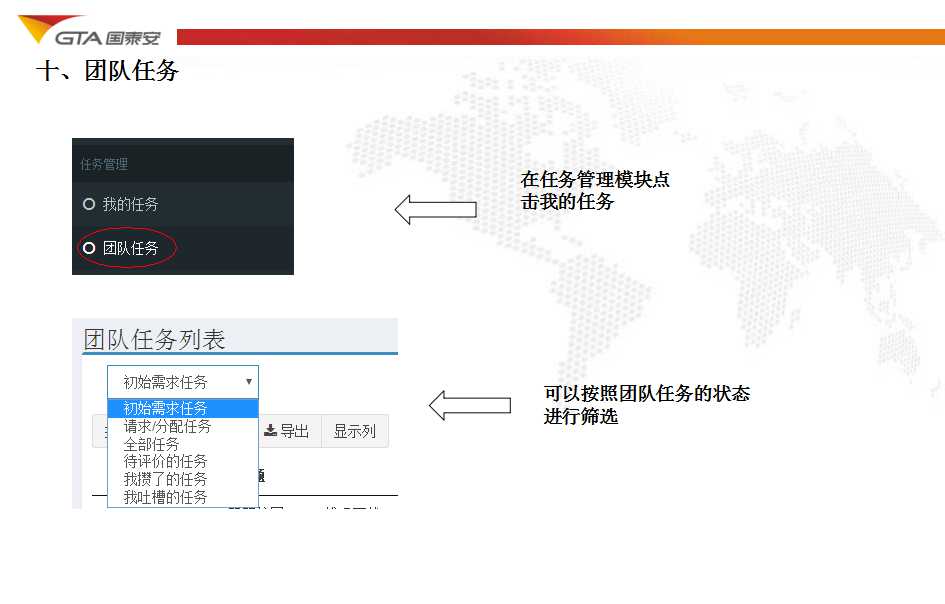 GTA 国泰安
十、团队任务
任务管理
我的任务
团队任务
在任务管理模块点
击我的任务
团队任务列表
初始需求任务
初始需求任务
请求/分配任务
全部任务
待评价的任务
我攒了的任务
我吐槽的任务
导出
显示列
题
可以按照团队任务的状态
进行筛选